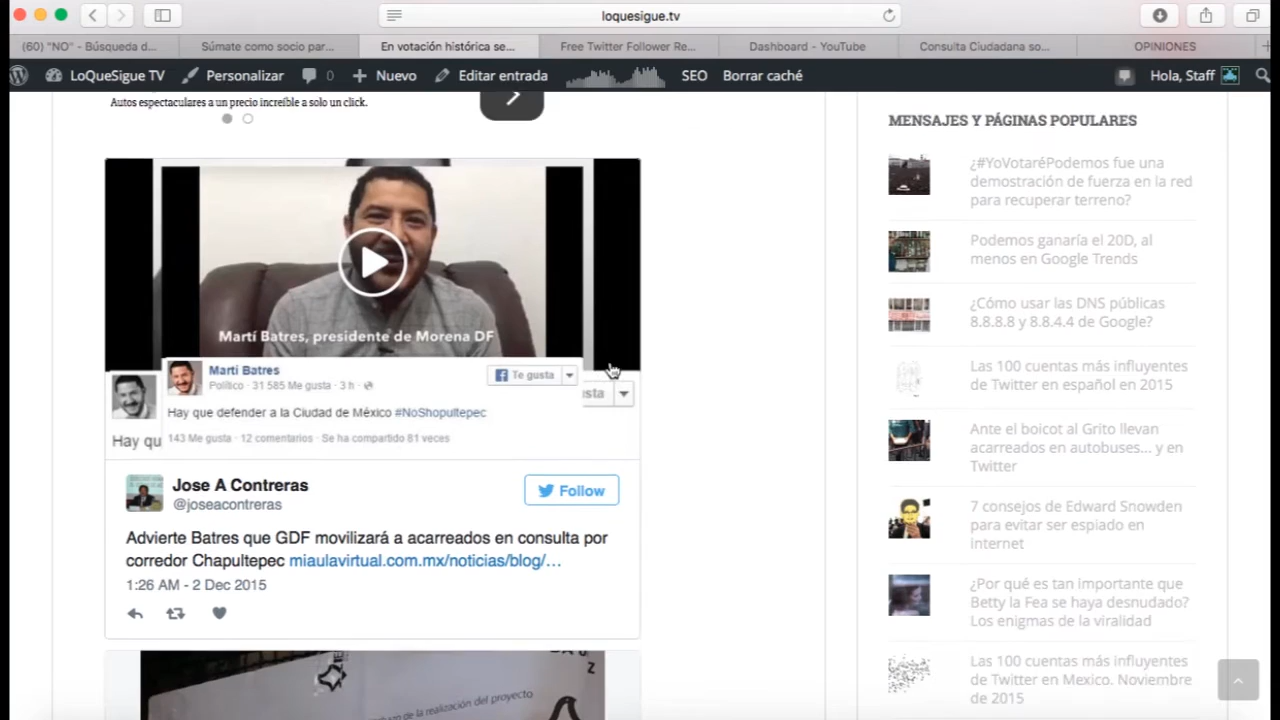 loquesigue.tv
(60) "NO" - Búsqueda d...
Súmate como socio par...
En votación histórica se...
Free Twitter Follower Re...
Dashboard - YouTube
Consulta Ciudadana so...
OPINIONES
LoQueSigue TV
Personalizar
0
Nuevo
Editar entrada
SEO
Borrar caché
Hola, Staff
Autos espectaculares a un precio increíble a solo un click.
Martí Batres, presidente de Morena DF
Martí Batres
Político · 31 585 Me gusta · 3 h ·
Te gusta
sta
Hay que defender a la Ciudad de México #NoShopultepec
Hay qu
143 Me gusta · 12 comentarios · Se ha compartido 81 veces
Jose A Contreras
@joseacontreras
Follow
Advierte Batres que GDF movilizará a acarreados en consulta por
corredor Chapultepec miaulavirtual.com.mx/noticias/blog/...
1:26 AM - 2 Dec 2015
de la realización del proyecto
Z
MENSAJES Y PÁGINAS POPULARES
¿#YoVotaréPodemos fue una
demostración de fuerza en la red
para recuperar terreno?
Podemos ganaría el 20D, al
menos en Google Trends
¿Cómo usar las DNS públicas
8.8.8.8 y 8.8.4.4 de Google?
Las 100 cuentas más influyentes
de Twitter en español en 2015
Ante el boicot al Grito llevan
acarreados en autobuses... y en
Twitter
7 consejos de Edward Snowden
para evitar ser espiado en
internet
¿Por qué es tan importante que
Betty la Fea se haya desnudado?
Los enigmas de la viralidad
Las 100 cuentas más influyentes
de Twitter en Mexico. Noviembre
de 2015